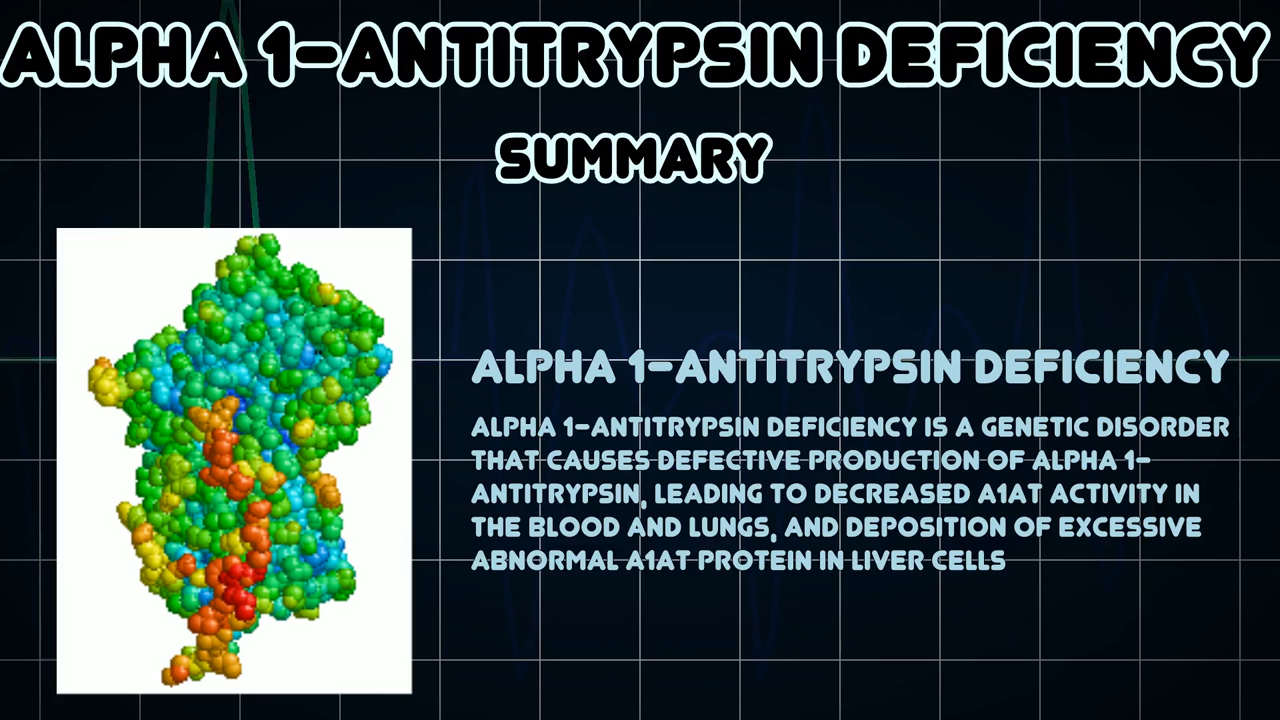 ALPHA 1-ANTITRYPSIN DEFICIENCY
SUMMARY
ALPHA 1-ANTITRYPSIN DEFICIENCY
ALPHA 1-ANTITRYPSIN DEFICIENCY IS A GENETIC DISORDER
THAT CAUSES DEFECTIVE PRODUCTION OF ALPHA 1-
ANTITRYPSIN, LEADING TO DECREASED A1AT ACTIVITY IN
THE BLOOD AND LUNGS, AND DEPOSITION OF EXCESSIVE
ABNORMAL A1AT PROTEIN IN LIVER CELLS